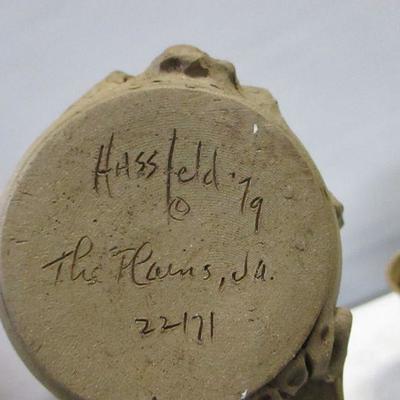 Hassfeld '79
©
The Plains, Va.
22171